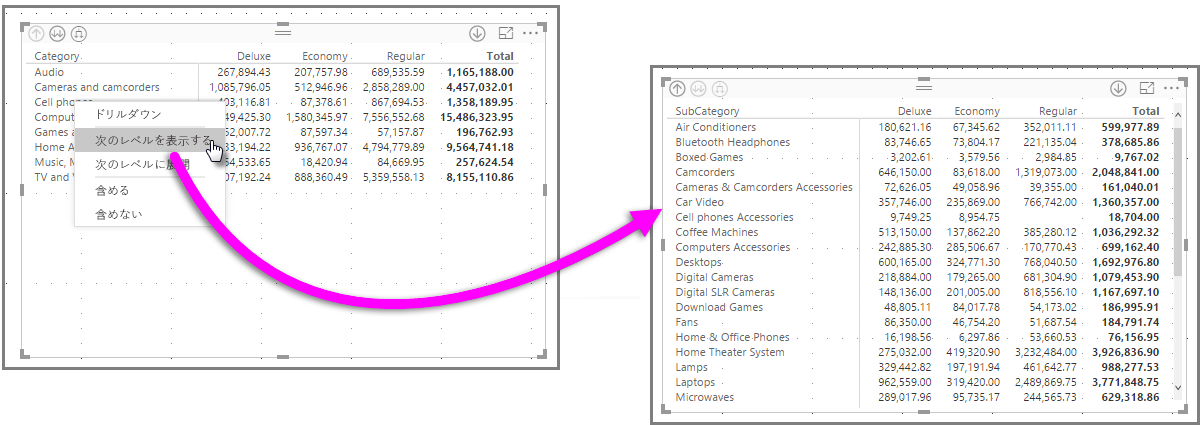 Category Deluxe Economy Regular Total
Audio 267,894.43 207,757.98 689,535.59 1,165,188.00
Cameras and camcorders 1,085,796.05 512,946.96 2,858,289.00 4,457,032.01
Cell phones 403,116.81 87,378.61 867,694.53 1,358,189.95
ドリルダウン
49,425.30 1,580,345.97 7,556,552.68 15,486,323.95
Games 52,007.72 87,597.34 57,157.87 196,762.93
次のレベルを表示する
Home 33,194.22 936,767.07 4,794,779.89 9,564,741.18
Music, 54,533.65 18,420.94 84,669.95 257,624.54
次のレベルに展開
TV and 07,192.24 888,360.49 5,359,558.13 8,155,110.86
含める
含めない
SubCategory Deluxe Economy Regular Total
Air Conditioners 180,621.16 67,345.62 352,011.11 599,977.89
Bluetooth Headphones 83,746.65 73,804.17 221,135.04 378,685.86
Boxed Games 3,202.61 3,579.56 2,984.85 9,767.02
Camcorders 646,150.00 83,618.00 1,319,073.00 2,048,841.00
Cameras & Camcorders Accessories 72,626.05 49,058.96 39,355.00 161,040.01
Car Video 357,746.00 235,869.00 766,742.00 1,360,357.00
Cell phones Accessories 9,749.25 8,954.75 18,704.00
Coffee Machines 513,150.00 137,862.20 385,280.12 1,036,292.32
Computers Accessories 242,885.30 285,506.67 170,770.43 699,162.40
Desktops 600,165.00 324,771.30 768,040.50 1,692,976.80
Digital Cameras 218,884.00 179,265.00 681,304.90 1,079,453.90
Digital SLR Cameras 148,136.00 201,005.00 818,556.10 1,167,697.10
Download Games 48,805.11 84,017.78 54,173.02 186,995.91
Fans 86,350.00 46,754.20 51,687.54 184,791.74
Home & Office Phones 16,198.56 6,297.86 53,660.53 76,156.95
Home Theater System 275,032.00 419,320.90 3,232,484.00 3,926,836.90
Lamps 329,442.82 197,191.94 461,642.77 988,277.53
Laptops 962,559.00 319,420.00 2,489,869.75 3,771,848.75
Microwaves 289,017.96 95,735.17 244,565.73 629,318.86